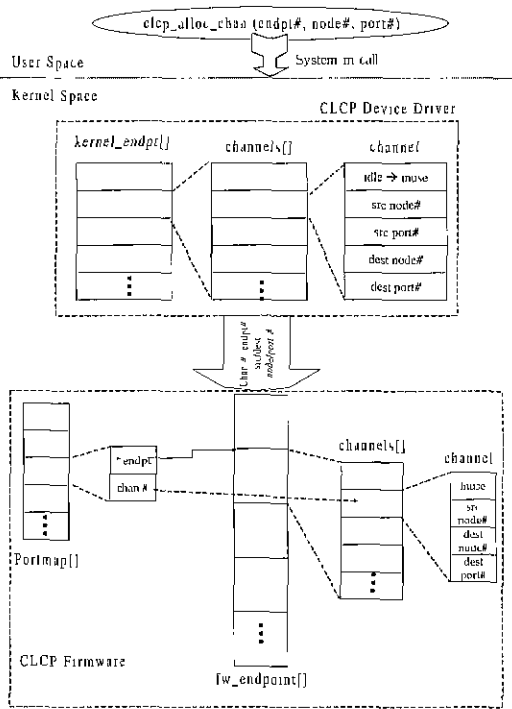 clcp_alloc_chan (endpt#, node#, port#)
User Space
System m call
Kernel Space
CLCP Device Driver
kernel_endpt[]
channels[]
channel
idle → inuse
src node#
src port#
dest node#
dest port#
Chan # endpt#
src/dest
node/port #
channels[]
channel
*endpt
chan #
inuse
src
node#
dest
node#
dest
port#
Portmap[]
CLCP Firmware
fw_endpoint[]